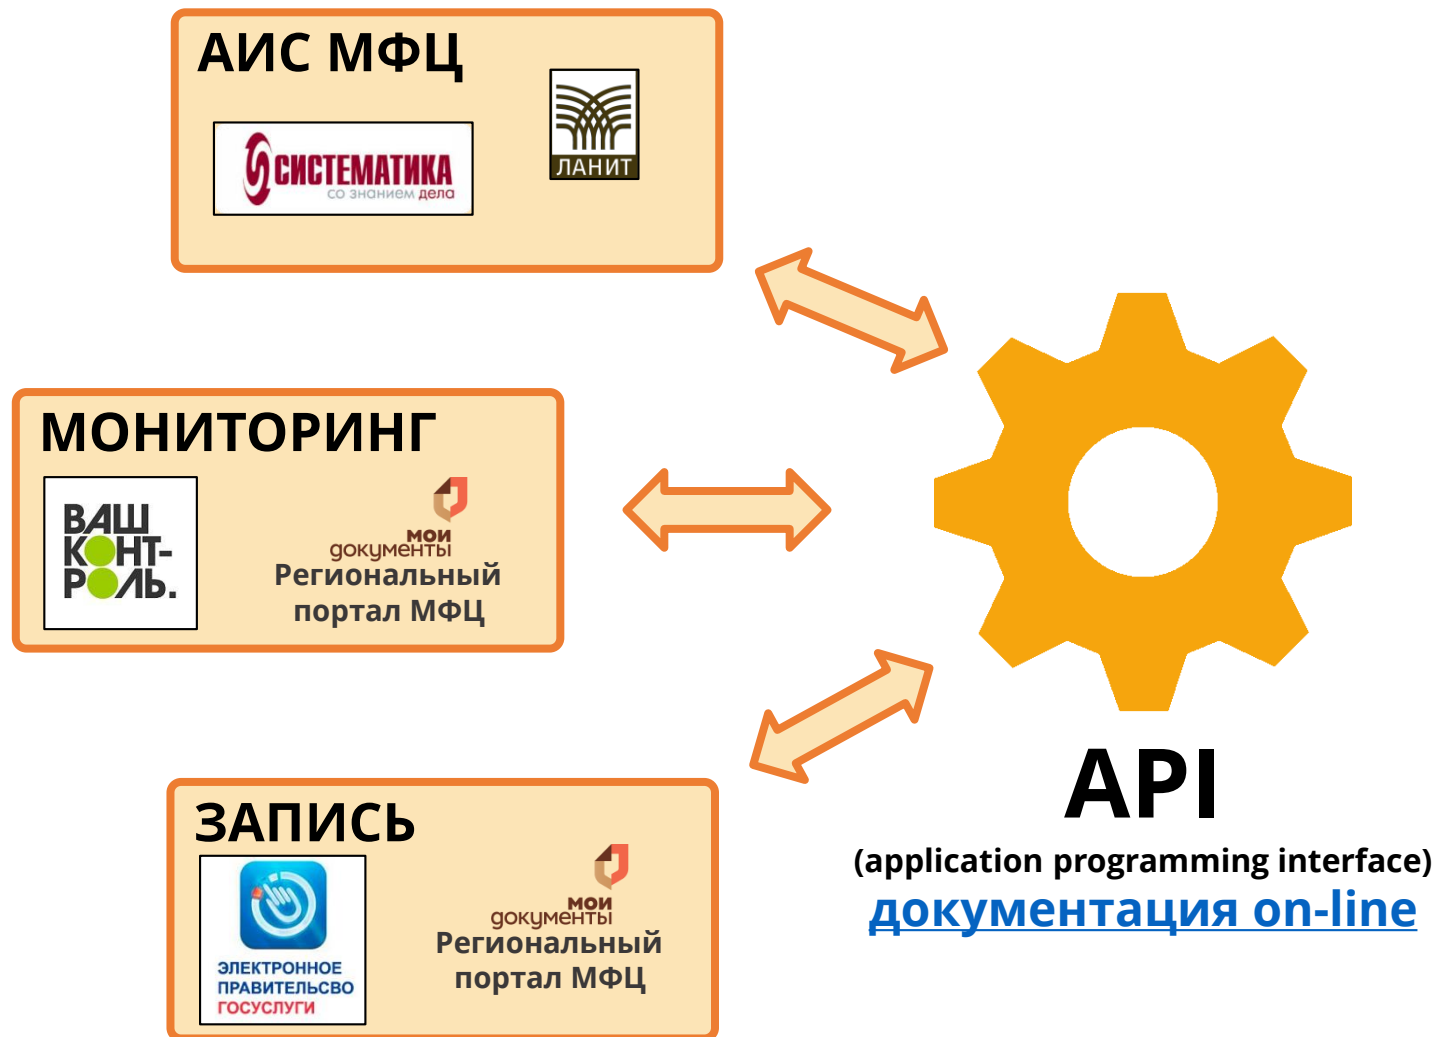 АИС МФЦ
СИСТЕМАТИКА
со знанием дела
ЛАНИТ
МОНИТОРИНГ
ВАШ
КОНТ-
РОЛЬ.
мои
документы
Региональный
портал МФЦ
ЗАПИСЬ
ЭЛЕКТРОННОЕ
ПРАВИТЕЛЬСВО
ГОСУСЛУГИ
мои
документы
Региональный
портал МФЦ
API
(application programming interface)
документация on-line